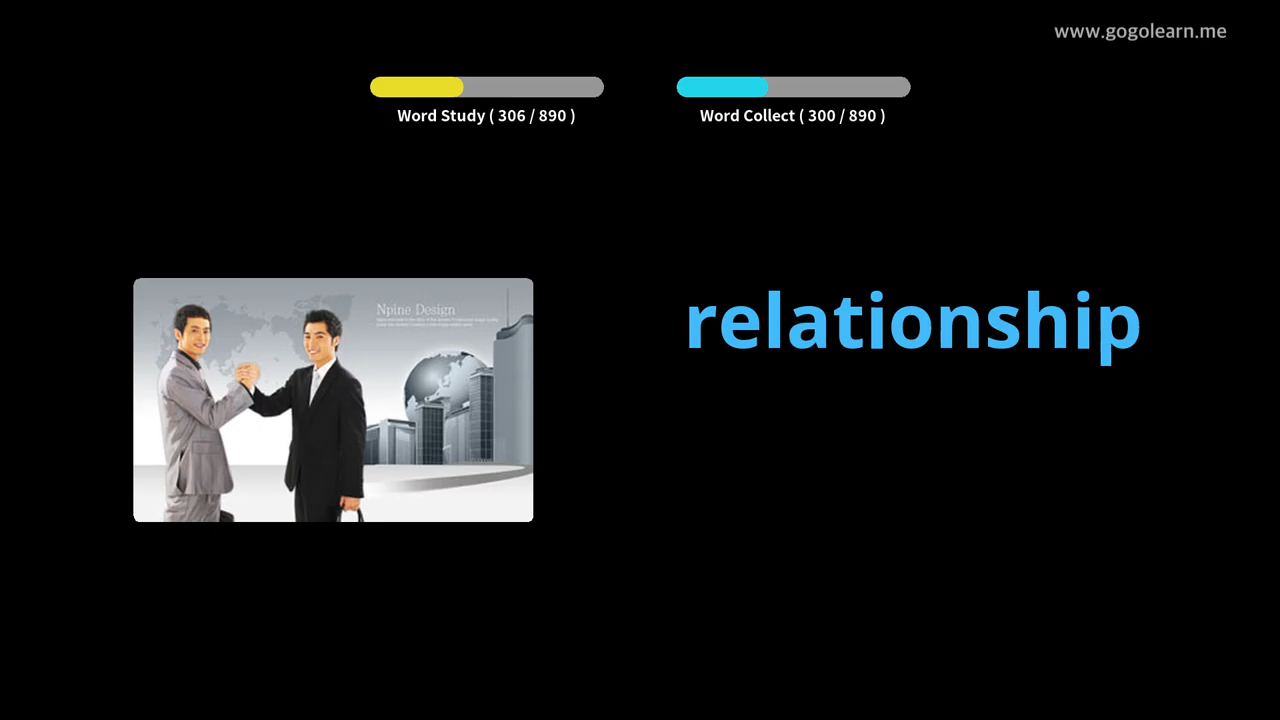 www.gogolearn.me
Word Study ( 306 / 890 )
Word Collect ( 300 / 890 )
Npine Design
relationship